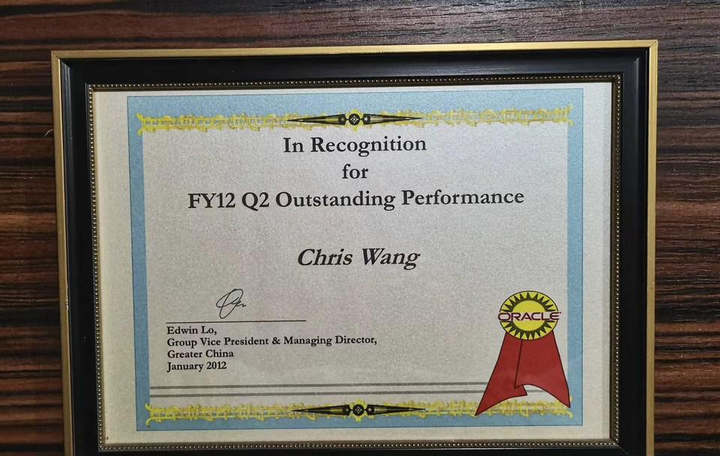 In Recognition
for
FY12 Q2 Outstanding Performance
Chris Wang
Edwin Lo,
Group Vice President & Managing Director,
Greater China
January 2012
ORACLE